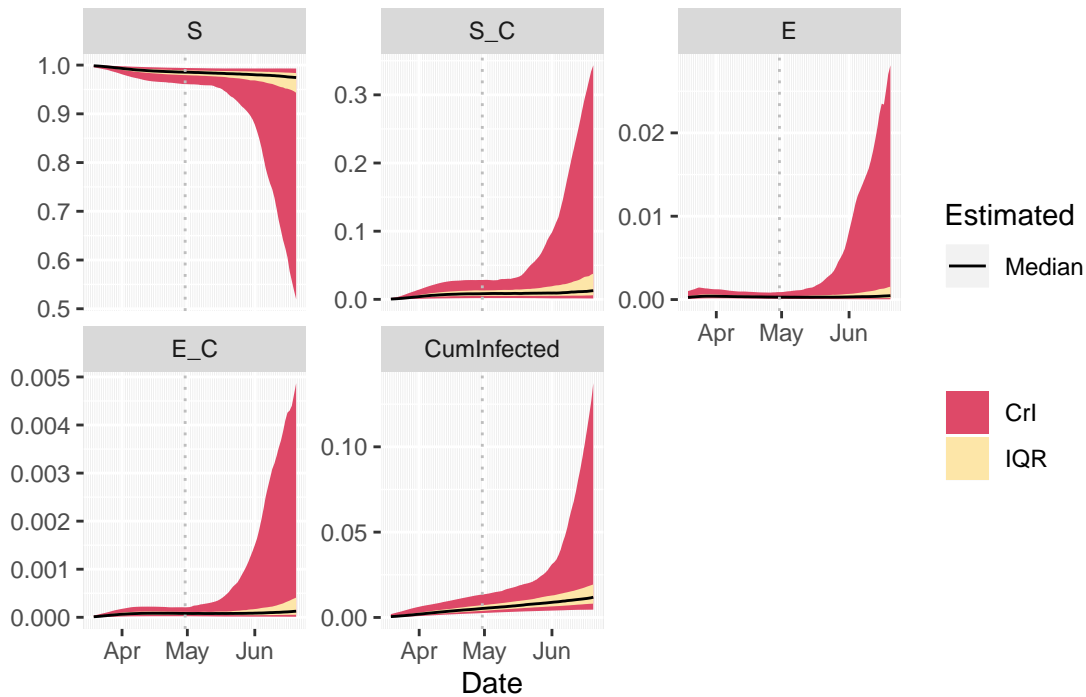 S
S_C
E
1.0
0.9
0.8
0.7
0.6
0.5
0.3
0.2
0.1
0.0
0.02
0.01
0.00
Apr
May
Jun
E_C
CumInfected
0.005
0.004
0.003
0.002
0.001
0.000
Apr
May
Jun
0.10
0.05
0.00
Apr
May
Jun
Date
Estimated
Median
CrI
IQR